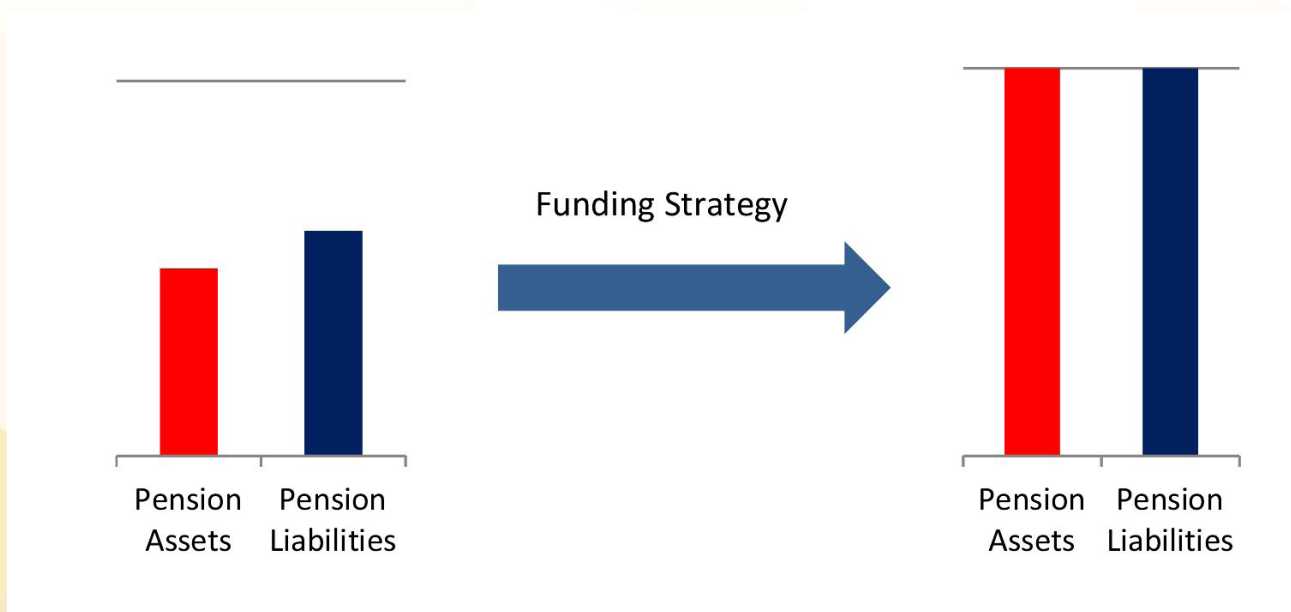 Funding Strategy
Pension Pension
Assets Liabilities
Pension Pension
Assets Liabilities